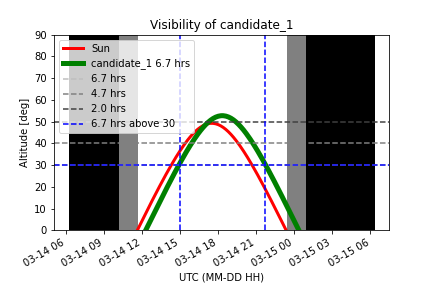 Visibility of candidate_1
Altitude [deg]
90
80
70
60
50
40
30
20
10
0
Sun
candidate_1 6.7 hrs
6.7 hrs
4.7 hrs
2.0 hrs
6.7 hrs above 30
03-14 06
03-14 09
03-14 12
03-14 15
03-14 18
03-14 21
03-15 00
03-15 03
03-15 06
UTC (MM-DD HH)